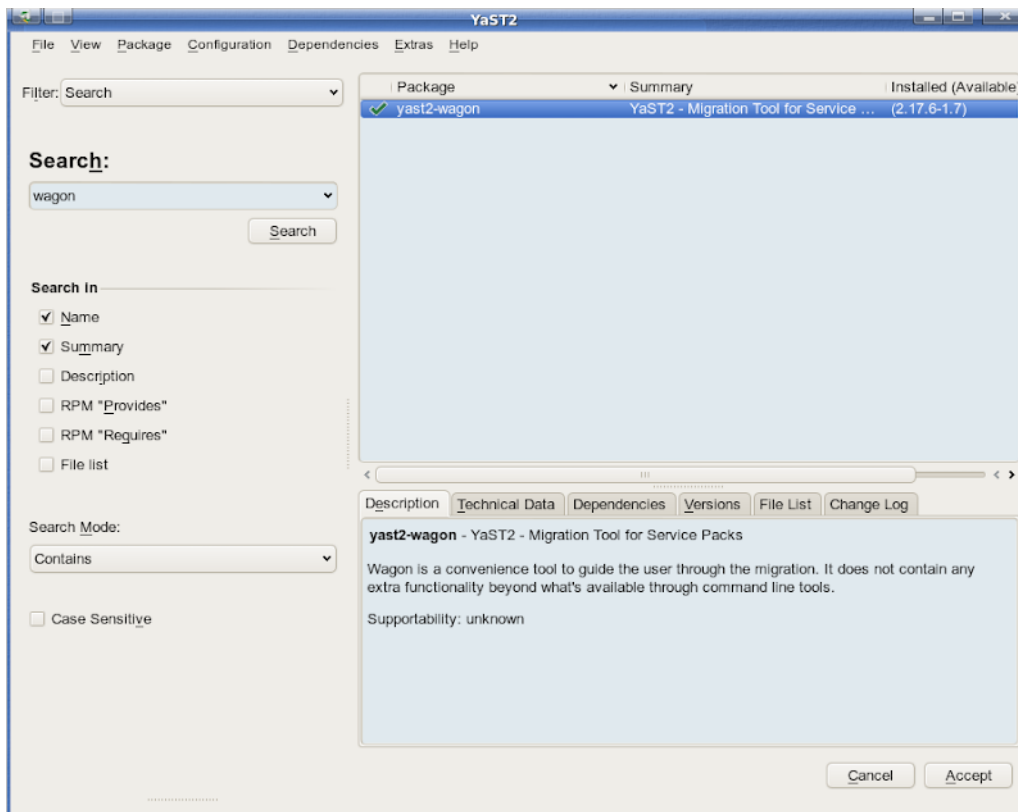 YaST2
File View Package Configuration Dependencies Extras Help
Filter: Search
Search:
wagon
Search
Search in
Name
Summary
Description
RPM "Provides"
RPM "Requires"
File list
Search Mode:
Contains
Case Sensitive
Package Summary Installed (Available)
yast2-wagon YaST2 - Migration Tool for Service ... (2.17.6-1.7)
Description Technical Data Dependencies Versions File List Change Log
yast2-wagon - YaST2 - Migration Tool for Service Packs
Wagon is a convenience tool to guide the user through the migration. It does not contain any
extra functionality beyond what's available through command line tools.
Supportability: unknown
Cancel Accept